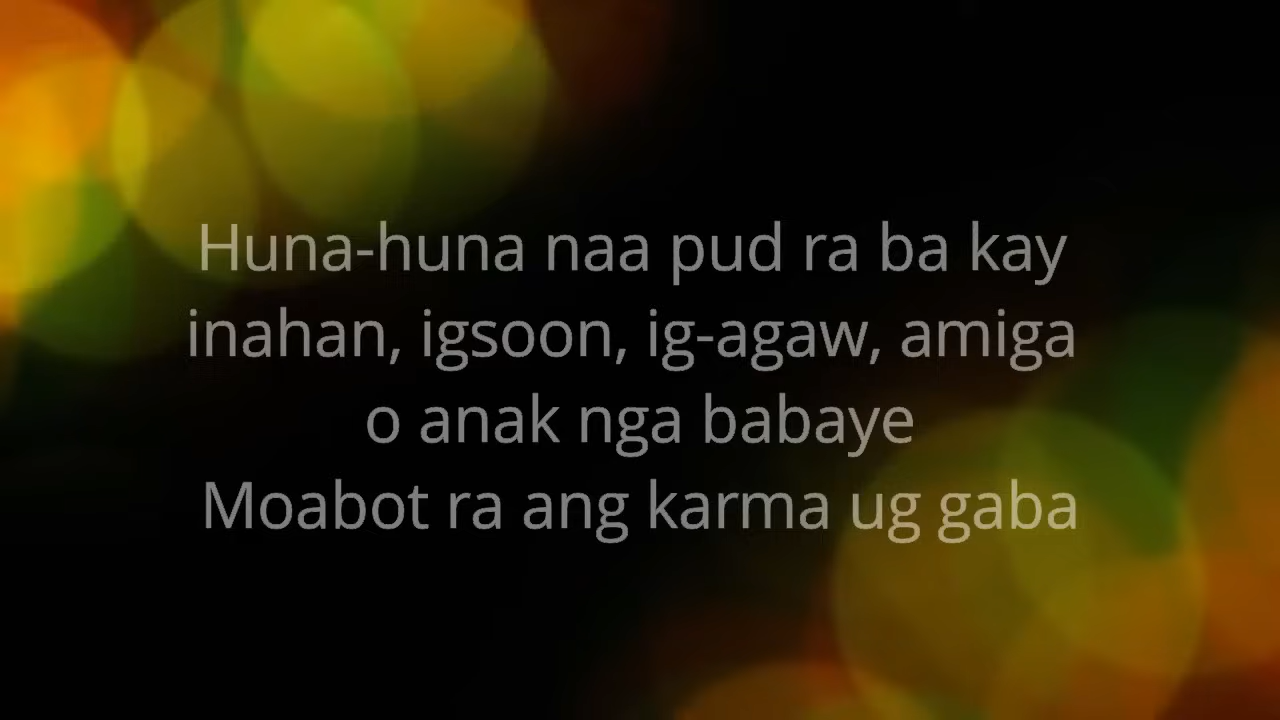 Huna-huna naa pud ra ba kay
inahan, igsoon, ig-agaw, amiga
o anak nga babaye
Moabot ra ang karma ug gaba